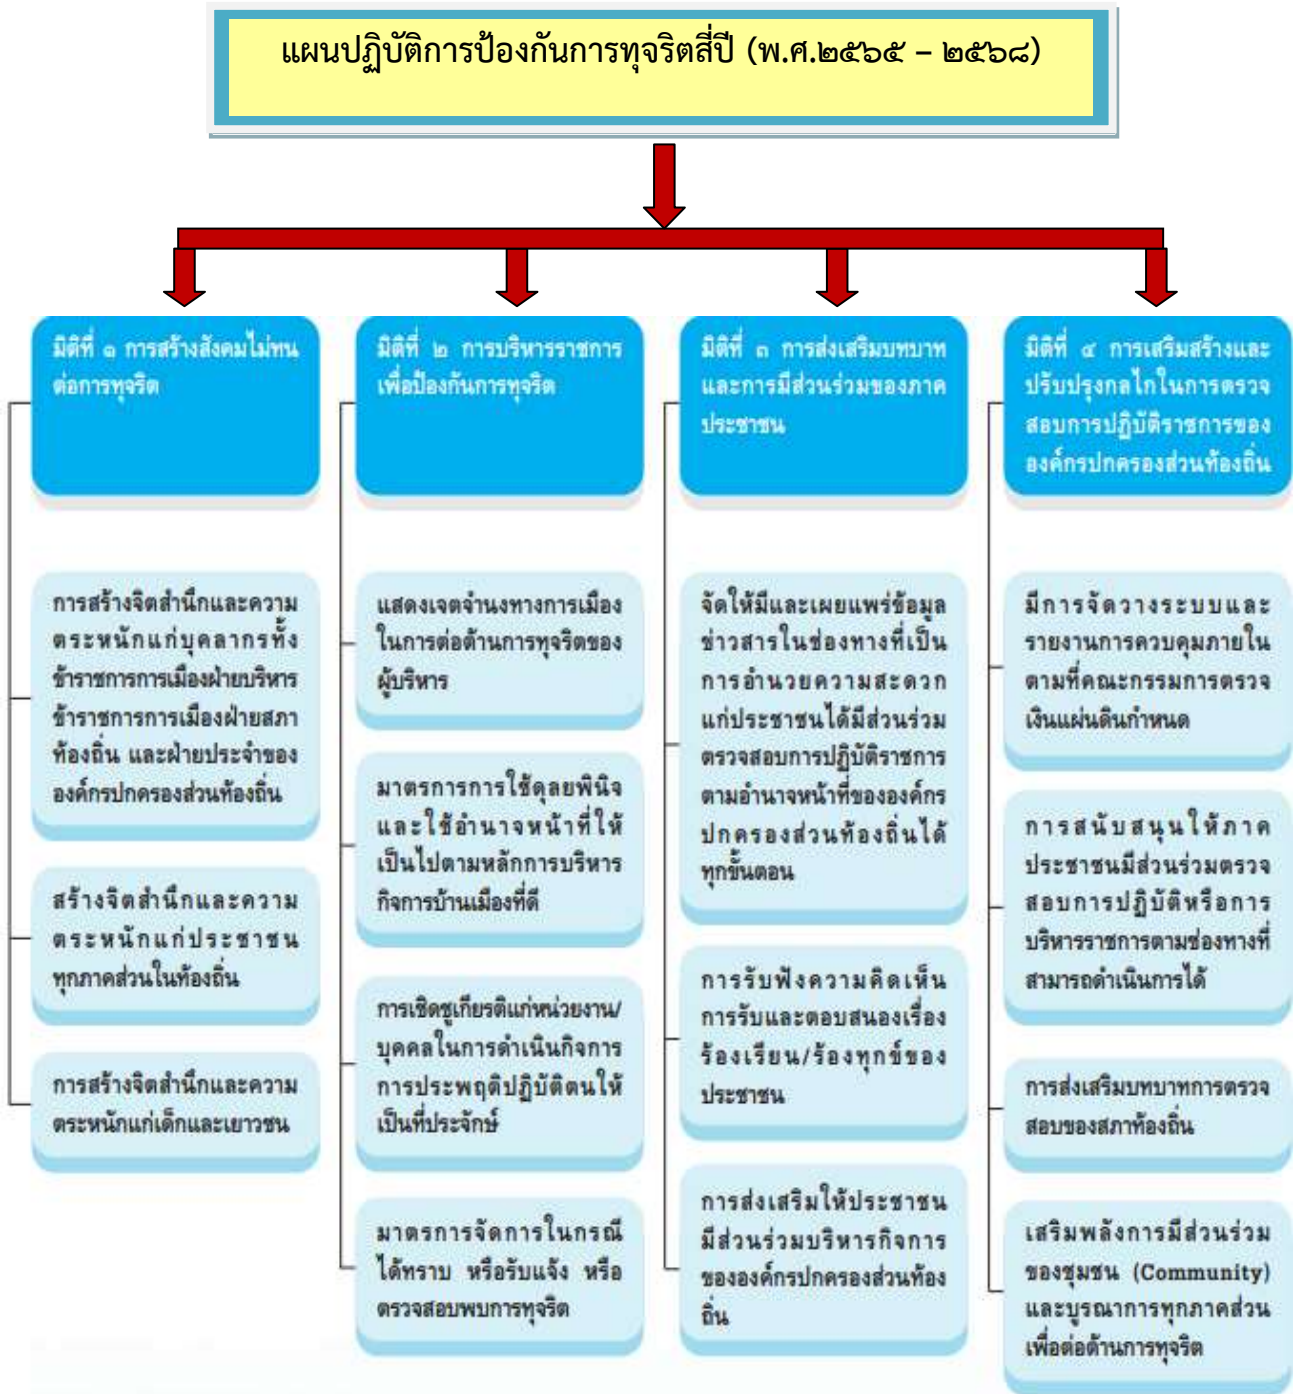 แผนปฏิบัติการป้องกันการทุจริตสี่ปี (พ.ศ.๒๕๖๕ – ๒๕๖๘)
มิติที่ ๑ การสร้างสังคมไม่ทน
ต่อการทุจริต
การสร้างจิตสำนึกและความ
ตระหนักแก่บุคลากรทั้ง
ข้าราชการการเมืองฝ่ายบริหาร
ข้าราชการการเมืองฝ่ายสภา
ท้องถิ่น และฝ่ายประจำของ
องค์กรปกครองส่วนท้องถิ่น
สร้างจิตสำนึกและความ
ตระหนักแก่ประชาชน
ทุกภาคส่วนในท้องถิ่น
การสร้างจิตสำนึกและความ
ตระหนักแก่เด็กและเยาวชน
มิติที่ ๒ การบริหารราชการ
เพื่อป้องกันการทุจริต
แสดงเจตจำนงทางการเมือง
ในการต่อต้านการทุจริตของ
ผู้บริหาร
มาตรการการใช้ดุลยพินิจ
และใช้อำนาจหน้าที่ให้
เป็นไปตามหลักการบริหาร
กิจการบ้านเมืองที่ดี
การเชิดชูเกียรติแก่หน่วยงาน/
บุคคลในการดำเนินกิจการ
การประพฤติปฏิบัติตนให้
เป็นที่ประจักษ์
มาตรการจัดการในกรณี
ได้ทราบ หรือรับแจ้ง หรือ
ตรวจสอบพบการทุจริต
มิติที่ ๓ การส่งเสริมบทบาท
และการมีส่วนร่วมของภาค
ประชาชน
จัดให้มีและเผยแพร่ข้อมูล
ข่าวสารในช่องทางที่เป็น
การอำนวยความสะดวก
แก่ประชาชนได้มีส่วนร่วม
ตรวจสอบการปฏิบัติราชการ
ตามอำนาจหน้าที่ขององค์กร
ปกครองส่วนท้องถิ่นได้
ทุกขั้นตอน
การรับฟังความคิดเห็น
การรับและตอบสนองเรื่อง
ร้องเรียน/ร้องทุกข์ของ
ประชาชน
การส่งเสริมให้ประชาชน
มีส่วนร่วมบริหารกิจการ
ขององค์กรปกครองส่วนท้อง
ถิ่น
มิติที่ ๔ การเสริมสร้างและ
ปรับปรุงกลไกในการตรวจ
สอบการปฏิบัติราชการของ
องค์กรปกครองส่วนท้องถิ่น
มีการจัดวางระบบและ
รายงานการควบคุมภายใน
ตามที่คณะกรรมการตรวจ
เงินแผ่นดินกำหนด
การสนับสนุนให้ภาค
ประชาชนมีส่วนร่วมตรวจ
สอบการปฏิบัติหรือการ
บริหารราชการตามช่องทางที่
สามารถดำเนินการได้
การส่งเสริมบทบาทการตรวจ
สอบของสภาท้องถิ่น
เสริมพลังการมีส่วนร่วม
ของชุมชน (Community)
และบูรณาการทุกภาคส่วน
เพื่อต่อต้านการทุจริต